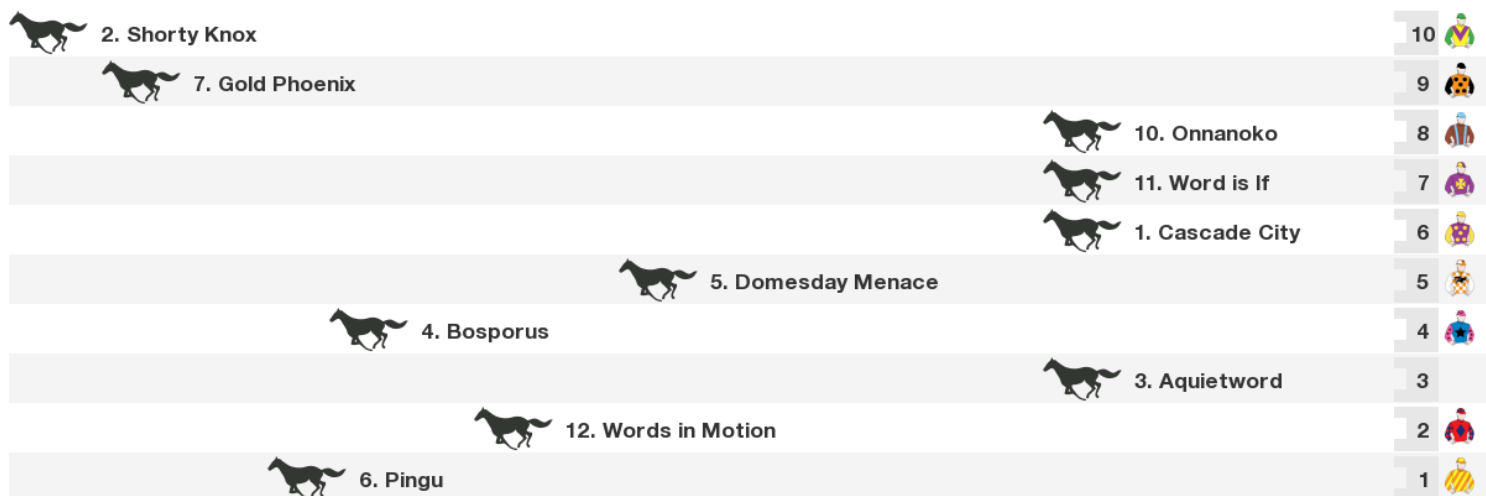 2. Shorty Knox 10
7. Gold Phoenix 9
10. Onnanoko 8
11. Word is If 7
1. Cascade City 6
5. Domesday Menace 5
4. Bosporus 4
3. Aquietword 3
12. Words in Motion 2
6. Pingu 1